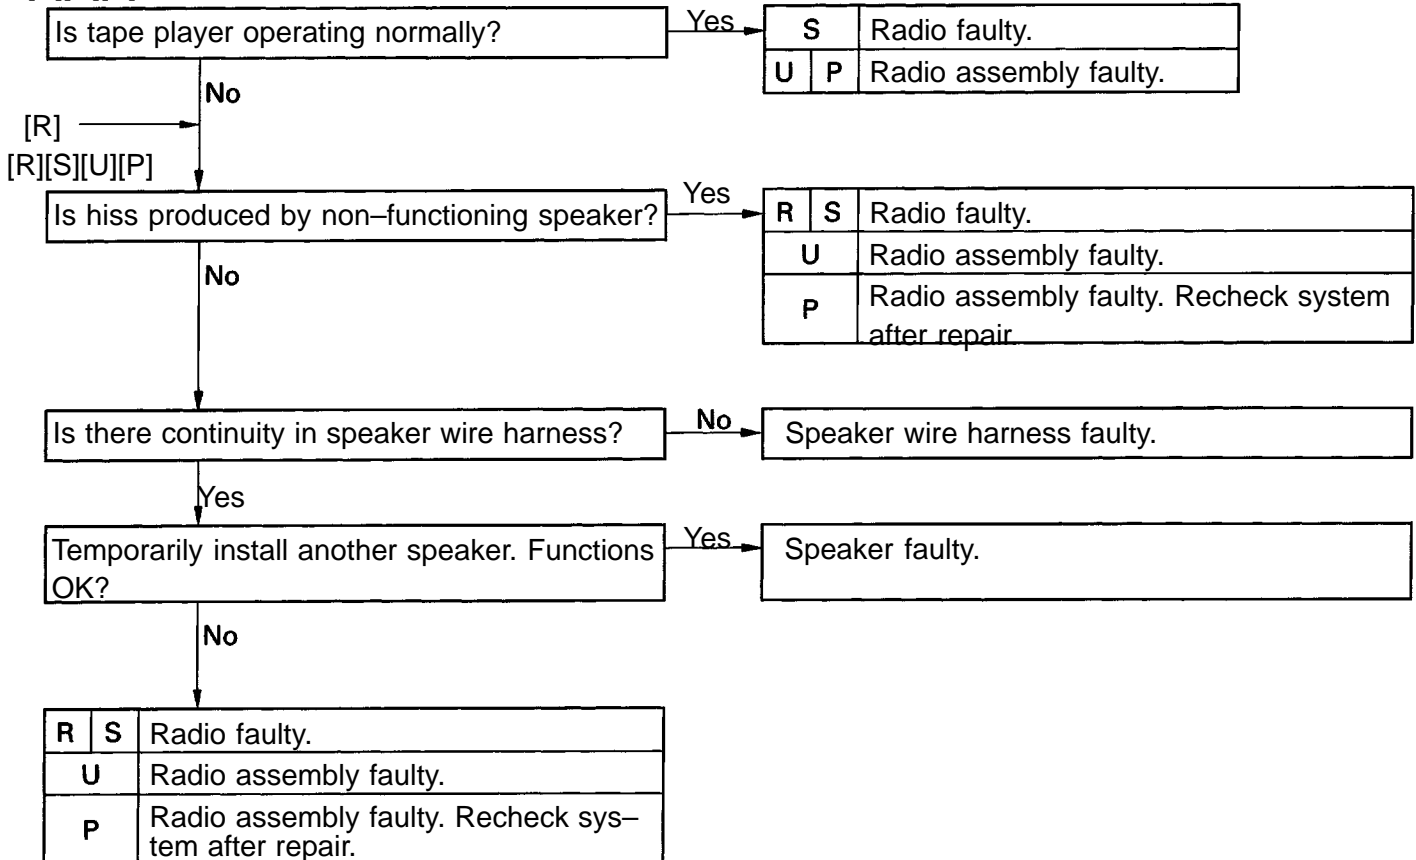 Is tape player operating normally?
Yes
S Radio faulty.
U P Radio assembly faulty.
No
[R]
[R][S][U][P]
Is hiss produced by non–functioning speaker?
Yes
R S Radio faulty.
U Radio assembly faulty.
P Radio assembly faulty. Recheck system
after repair.
No
Is there continuity in speaker wire harness?
No
Speaker wire harness faulty.
Yes
Temporarily install another speaker. Functions
OK?
Yes
Speaker faulty.
No
R S Radio faulty.
U Radio assembly faulty.
P Radio assembly faulty. Recheck sys–
tem after repair.